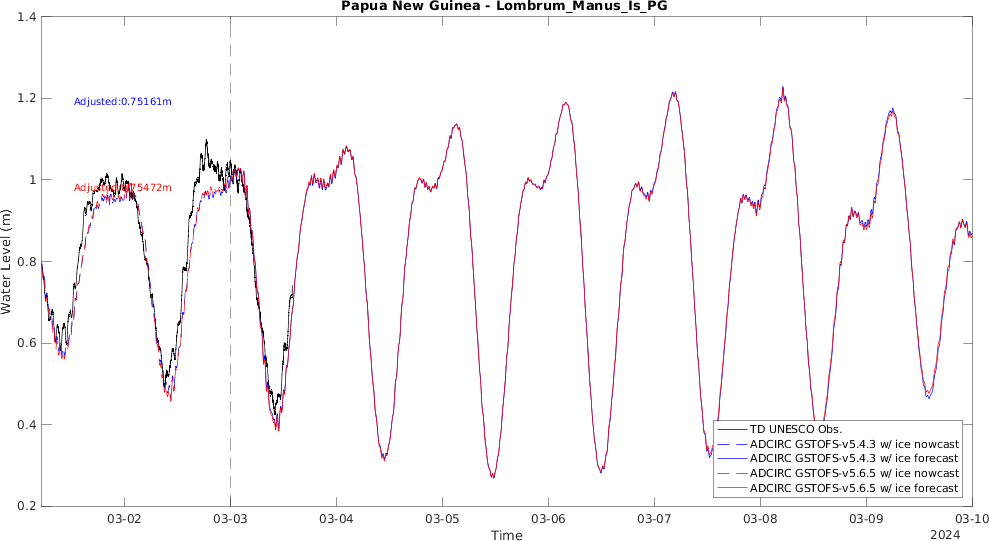 Papua New Guinea - Lombrum_Manus_Is_PG
1.4
1.2
1
0.8
0.6
0.4
0.2
Water Level (m)
Adjusted:0.75161m
Adjusted:0.75472m
TD UNESCO Obs.
ADCIRC GSTOFS-v5.4.3 w/ ice nowcast
ADCIRC GSTOFS-v5.4.3 w/ ice forecast
ADCIRC GSTOFS-v5.6.5 w/ ice nowcast
ADCIRC GSTOFS-v5.6.5 w/ ice forecast
03-02 03-03 03-04 03-05 03-06 03-07 03-08 03-09 03-10
Time
2024